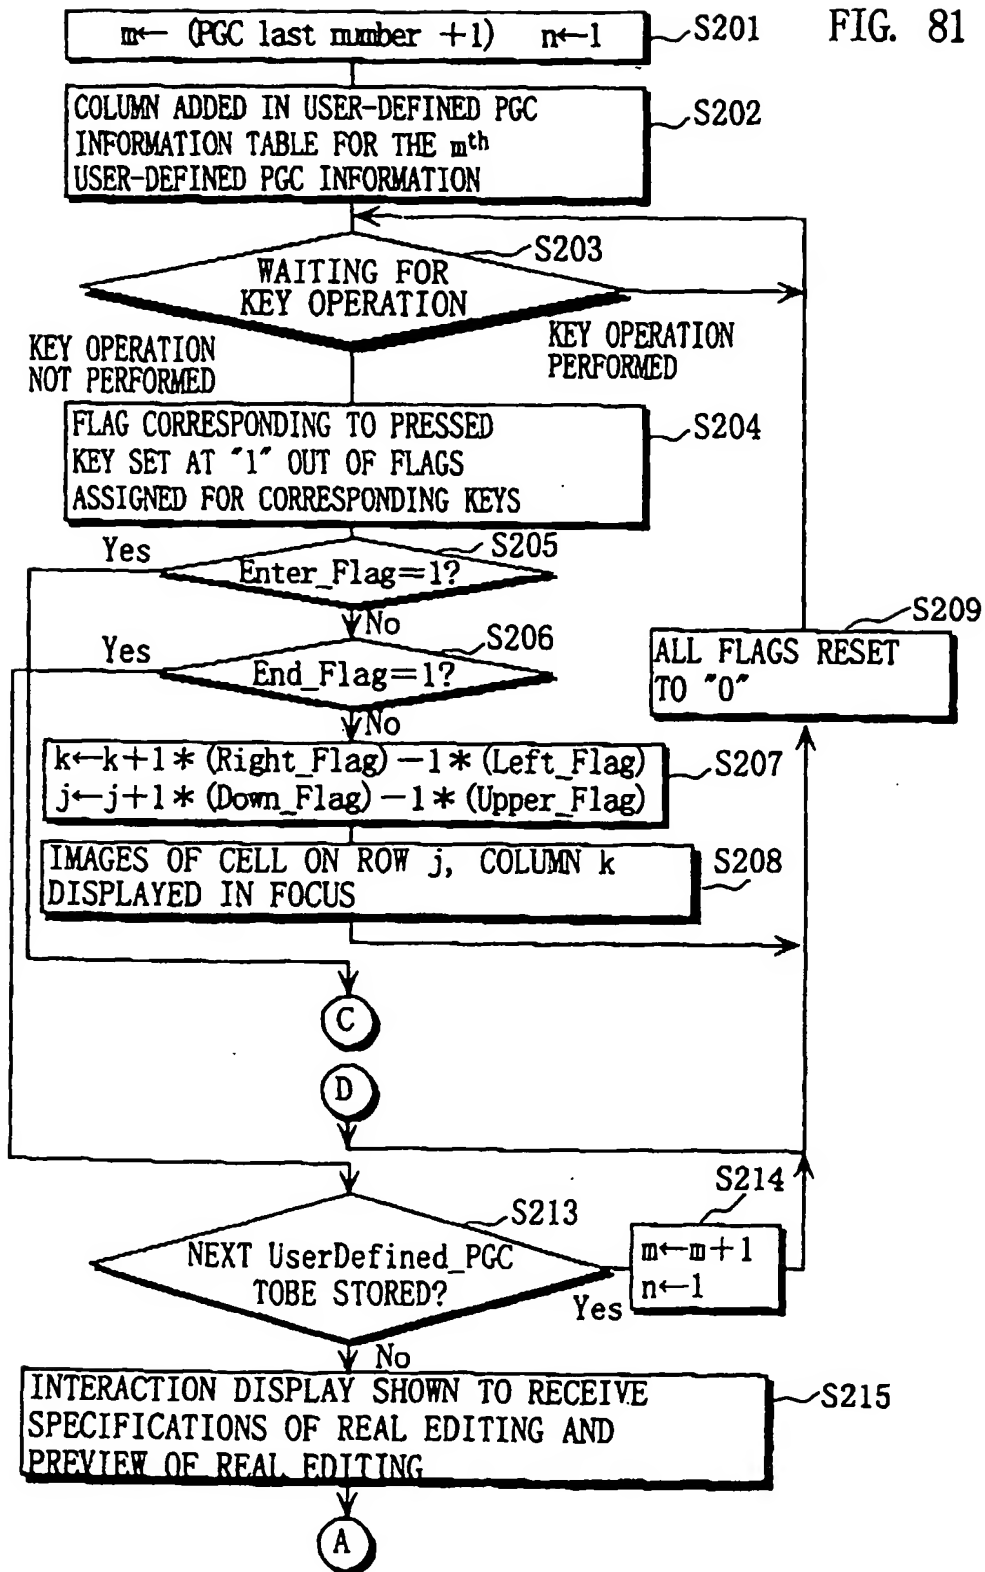 FIG. 81
m← (PGC last number +1) n←1
S201
COLUMN ADDED IN USER-DEFINED PGC
INFORMATION TABLE FOR THE mth
USER-DEFINED PGC INFORMATION
S202
S203
WAITING FOR
KEY OPERATION
KEY OPERATION
NOT PERFORMED
KEY OPERATION
PERFORMED
FLAG CORRESPONDING TO PRESSED
KEY SET AT "1" OUT OF FLAGS
ASSIGNED FOR CORRESPONDING KEYS
S204
Yes
S205
Enter_Flag=1?
No
Yes
S206
End_Flag=1?
No
S209
ALL FLAGS RESET
TO "0"
k←k+1*(Right_Flag)-1*(Left_Flag)
j←j+1*(Down_Flag)-1*(Upper_Flag)
S207
IMAGES OF CELL ON ROW j, COLUMN k
DISPLAYED IN FOCUS
S208
C
D
S213
NEXT UserDefined_PGC
TOBE STORED?
Yes
S214
m←m+1
n←1
No
INTERACTION DISPLAY SHOWN TO RECEIVE
SPECIFICATIONS OF REAL EDITING AND
PREVIEW OF REAL EDITING
S215
A